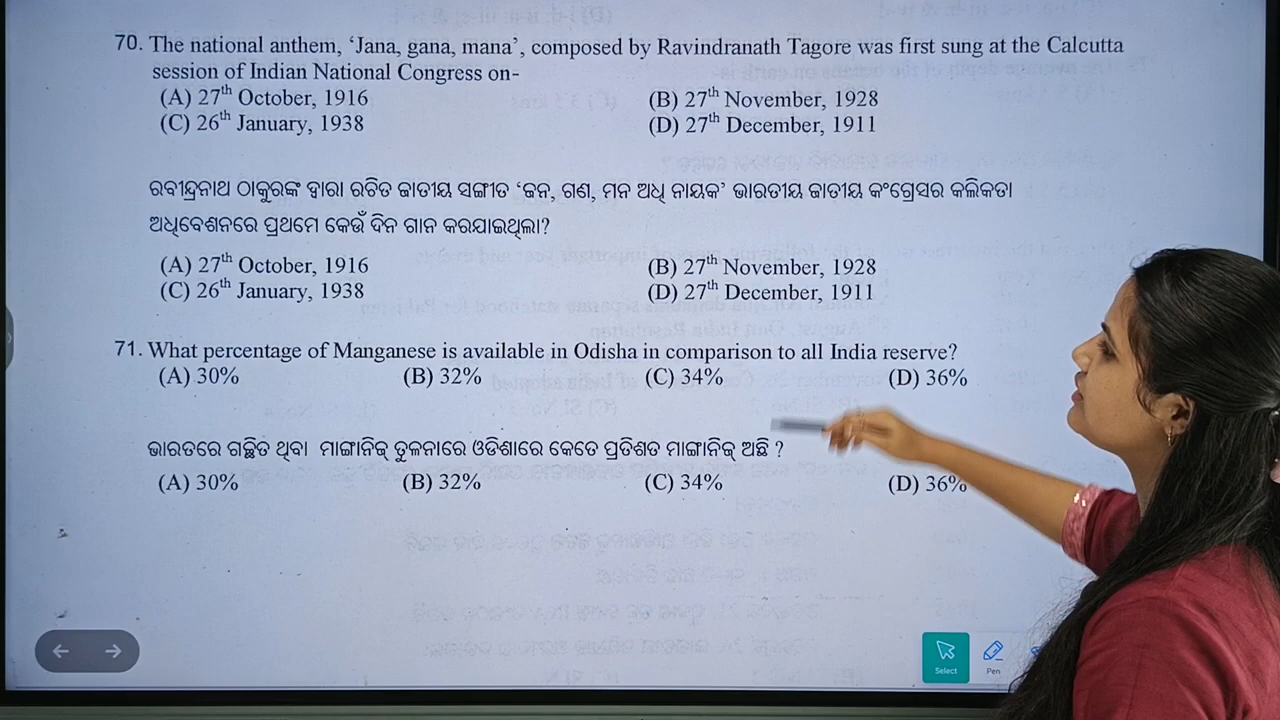 70. The national anthem, ‘Jana, gana, mana’, composed by Ravindranath Tagore was first sung at the Calcutta
session of Indian National Congress on-
(A) 27th October, 1916 (B) 27th November, 1928
(C) 26th January, 1938 (D) 27th December, 1911
ରବୀନ୍ଦ୍ରନାଥ ଠାକୁରଙ୍କ ଦ୍ୱାରା ରଚିତ ଜାତୀୟ ସଙ୍ଗୀତ ‘ଜନ, ଗଣ, ମନ ଅଧି ନାୟକ’ ଭାରତୀୟ ଜାତୀୟ କଂଗ୍ରେସର କଲିକତା
ଅଧିବେଶନରେ ପ୍ରଥମେ କେଉଁ ଦିନ ଗାନ କରଯାଇଥିଲା?
(A) 27th October, 1916 (B) 27th November, 1928
(C) 26th January, 1938 (D) 27th December, 1911
71. What percentage of Manganese is available in Odisha in comparison to all India reserve?
(A) 30% (B) 32% (C) 34% (D) 36%
ଭାରତରେ ଗଚ୍ଛିତ ଥିବା ମାଙ୍ଗାନିଜ୍ ତୁଳନାରେ ଓଡିଶାରେ କେତେ ପ୍ରତିଶତ ମାଙ୍ଗାନିଜ୍ ଅଛି ?
(A) 30% (B) 32% (C) 34% (D) 36%
Select Pen